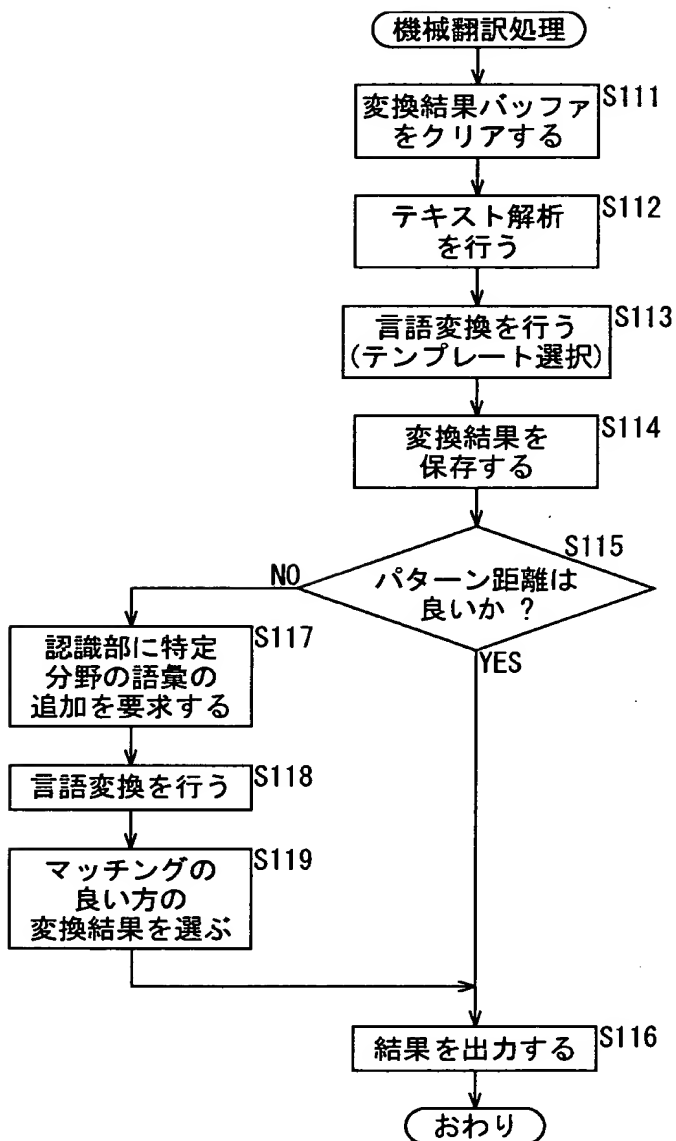 機械翻訳処理
変換結果バッファ
をクリアする
S111
テキスト解析
を行う
S112
言語変換を行う
(テンプレート選択)
S113
変換結果を
保存する
S114
パターン距離は
良いか ?
S115
NO
YES
認識部に特定
分野の語彙の
追加を要求する
S117
言語変換を行う
S118
マッチングの
良い方の
変換結果を選ぶ
S119
結果を出力する
S116
おわり